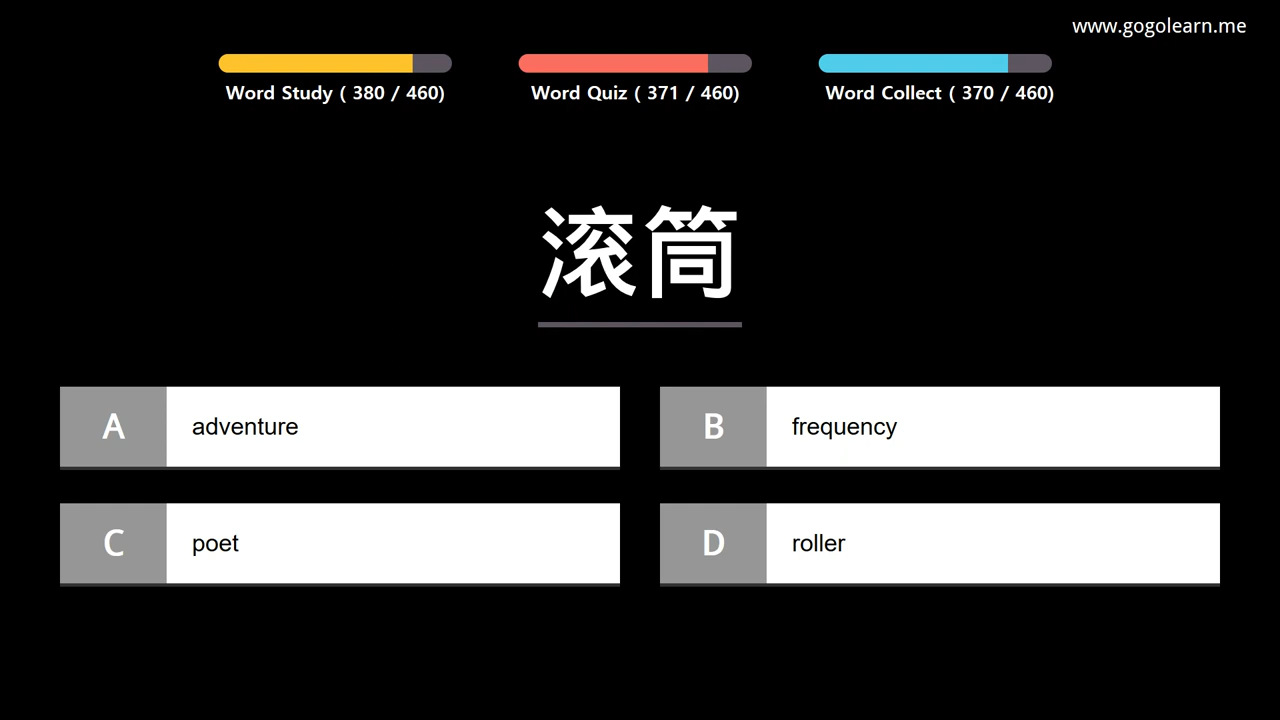 www.gogolearn.me
Word Study ( 380 / 460)
Word Quiz ( 371 / 460)
Word Collect ( 370 / 460)
滚筒
A adventure
B frequency
C poet
D roller